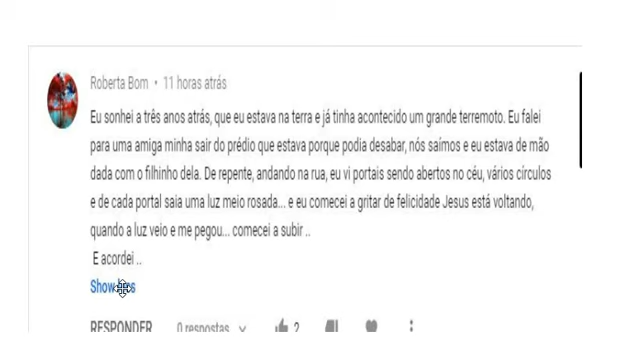 Roberta Bom • 11 horas atrás
Eu sonhei a três anos atrás, que eu estava na terra e já tinha acontecido um grande terremoto. Eu falei
para uma amiga minha sair do prédio que estava porque podia desabar, nós saímos e eu estava de mão
dada com o filhinho dela. De repente, andando na rua, eu vi portais sendo abertos no céu, vários círculos
e de cada portal saia uma luz meio rosada... e eu comecei a gritar de felicidade Jesus está voltando,
quando a luz veio e me pegou... comecei a subir ..
E acordei ..
Show
RESPONDER 0 respostas 2